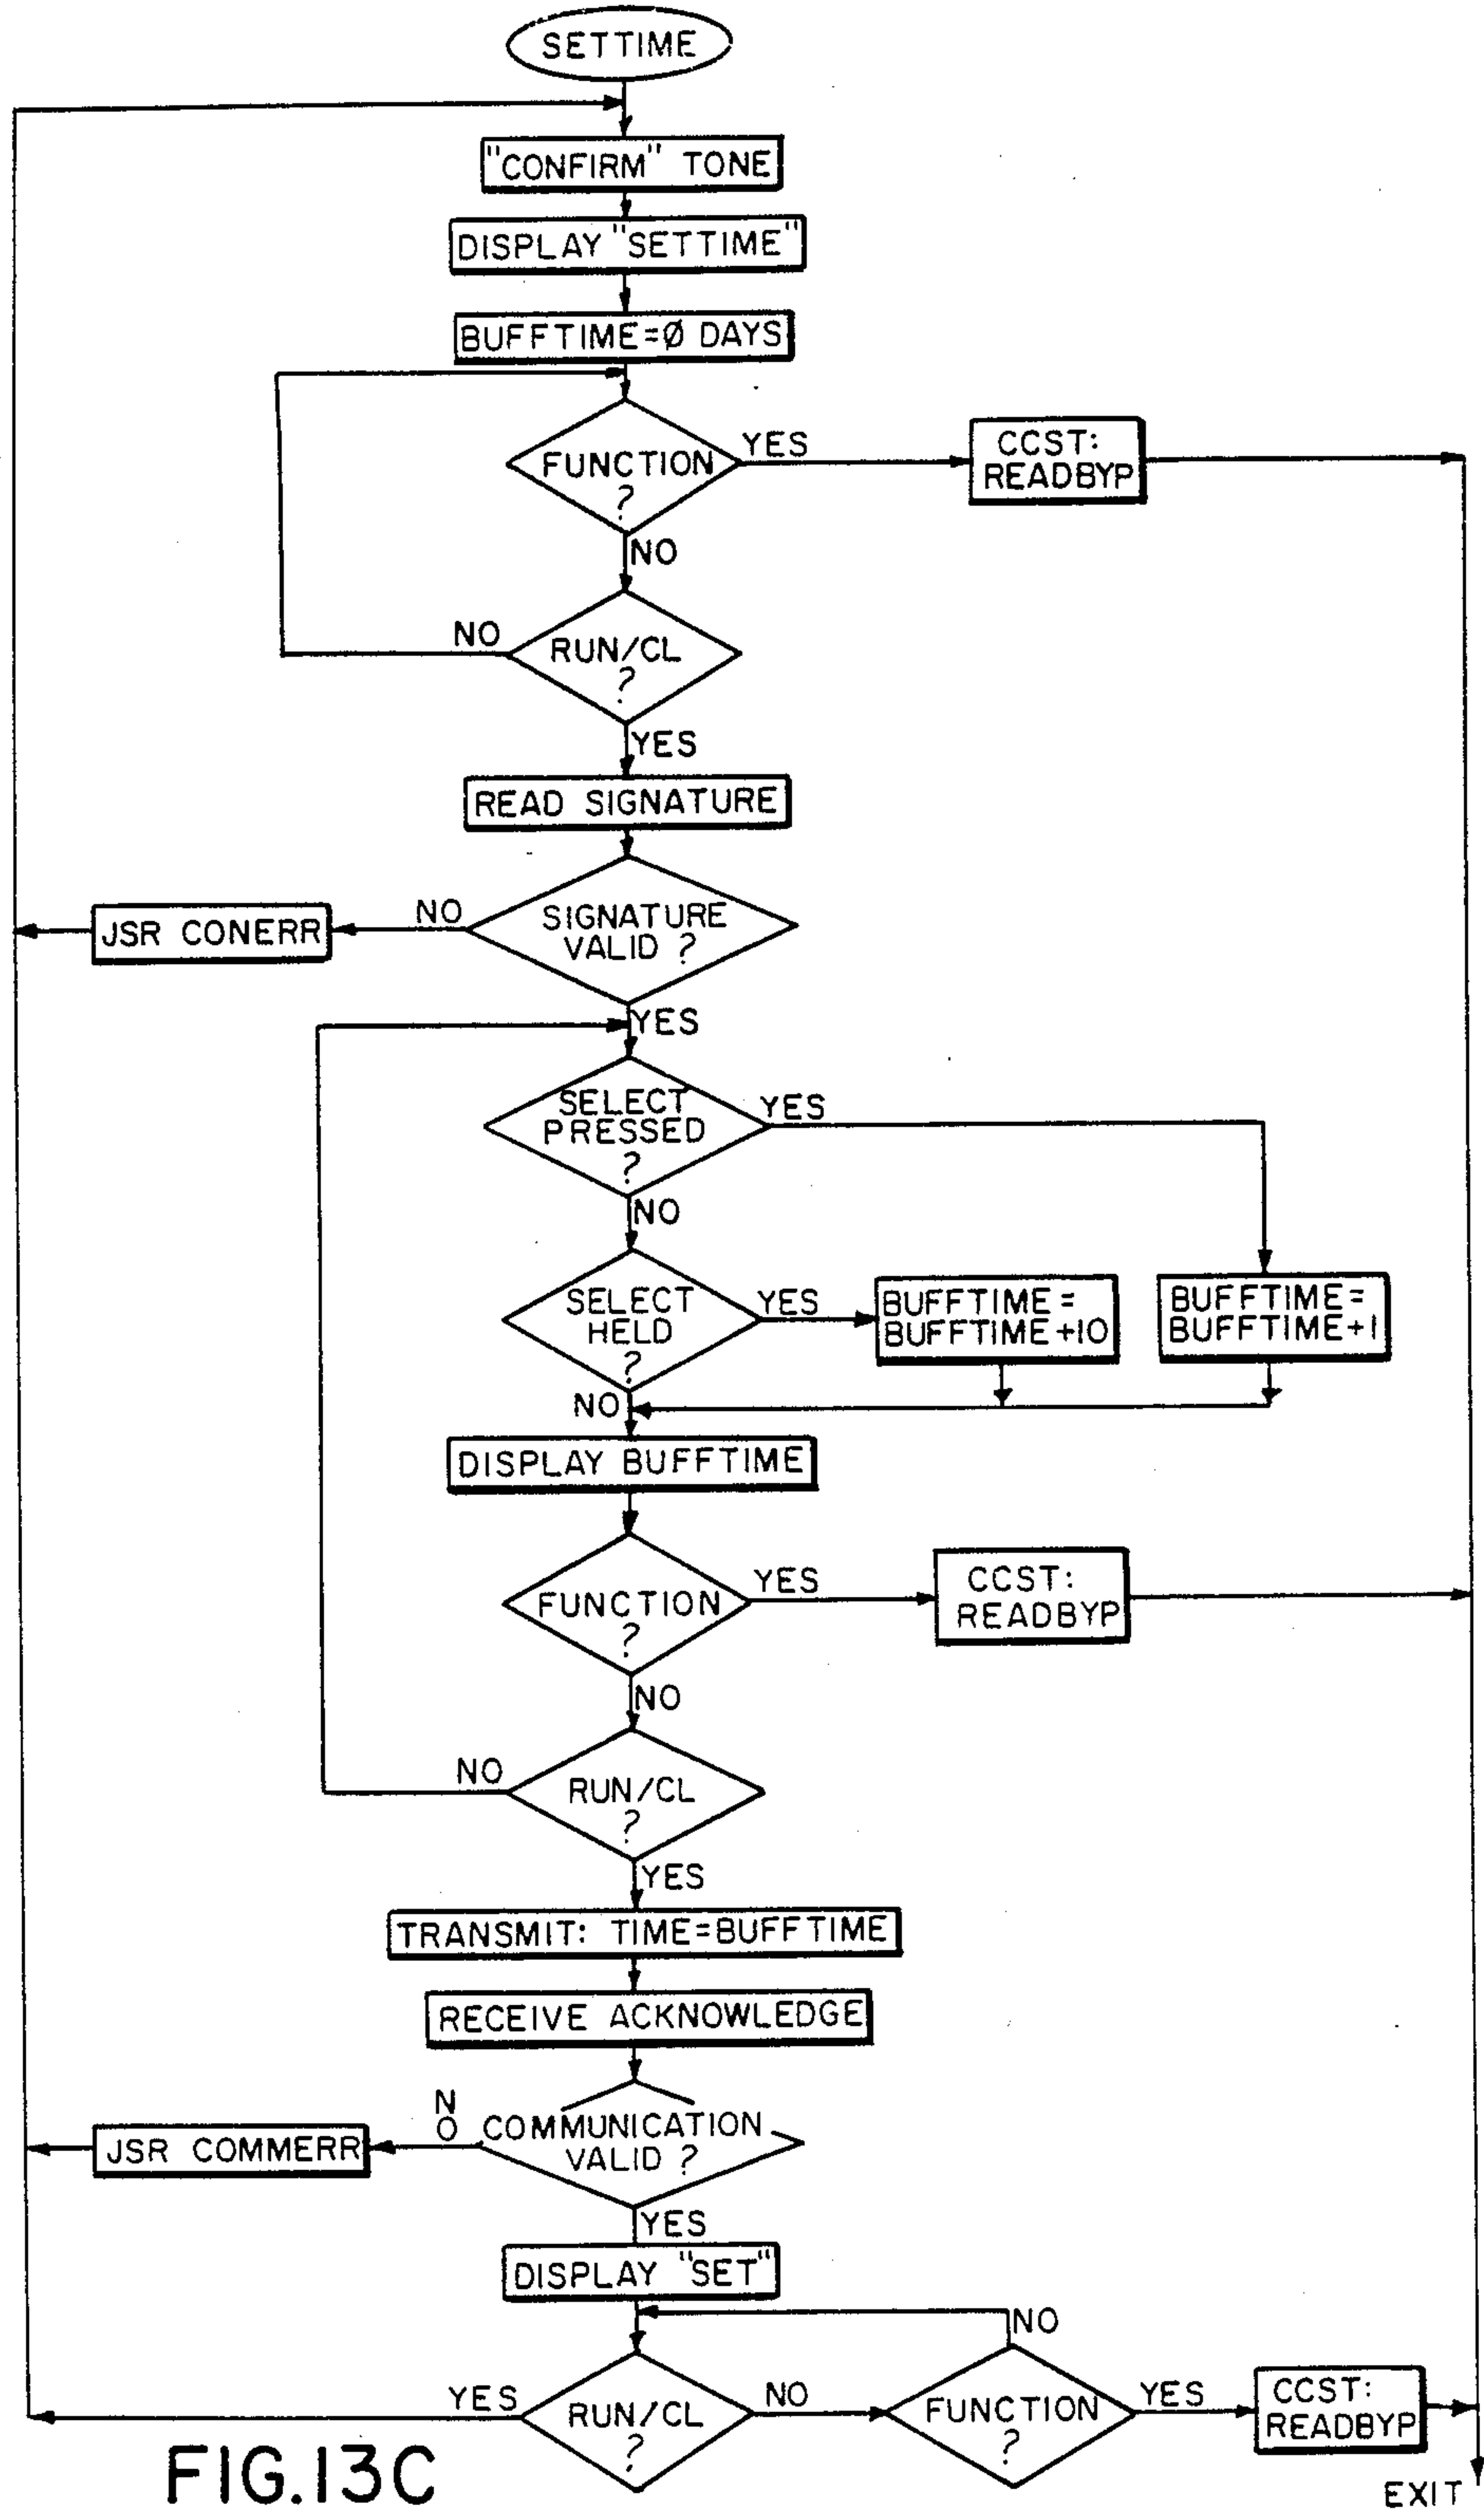 SETTIME
"CONFIRM" TONE
DISPLAY "SETTIME"
BUFFTIME=Ø DAYS
FUNCTION
?
YES
CCST:
READBYP
NO
RUN/CL
?
NO
YES
READ SIGNATURE
SIGNATURE
VALID ?
NO
JSR CONERR
YES
SELECT
PRESSED
?
YES
NO
SELECT
HELD
?
YES
BUFFTIME=
BUFFTIME+10
BUFFTIME=
BUFFTIME+1
NO
DISPLAY BUFFTIME
FUNCTION
?
YES
CCST:
READBYP
NO
RUN/CL
?
NO
YES
TRANSMIT: TIME=BUFFTIME
RECEIVE ACKNOWLEDGE
COMMUNICATION
VALID ?
NO
JSR COMMERR
YES
DISPLAY "SET"
RUN/CL
?
YES
NO
FUNCTION
?
NO
YES
CCST:
READBYP
EXIT
FIG.13C